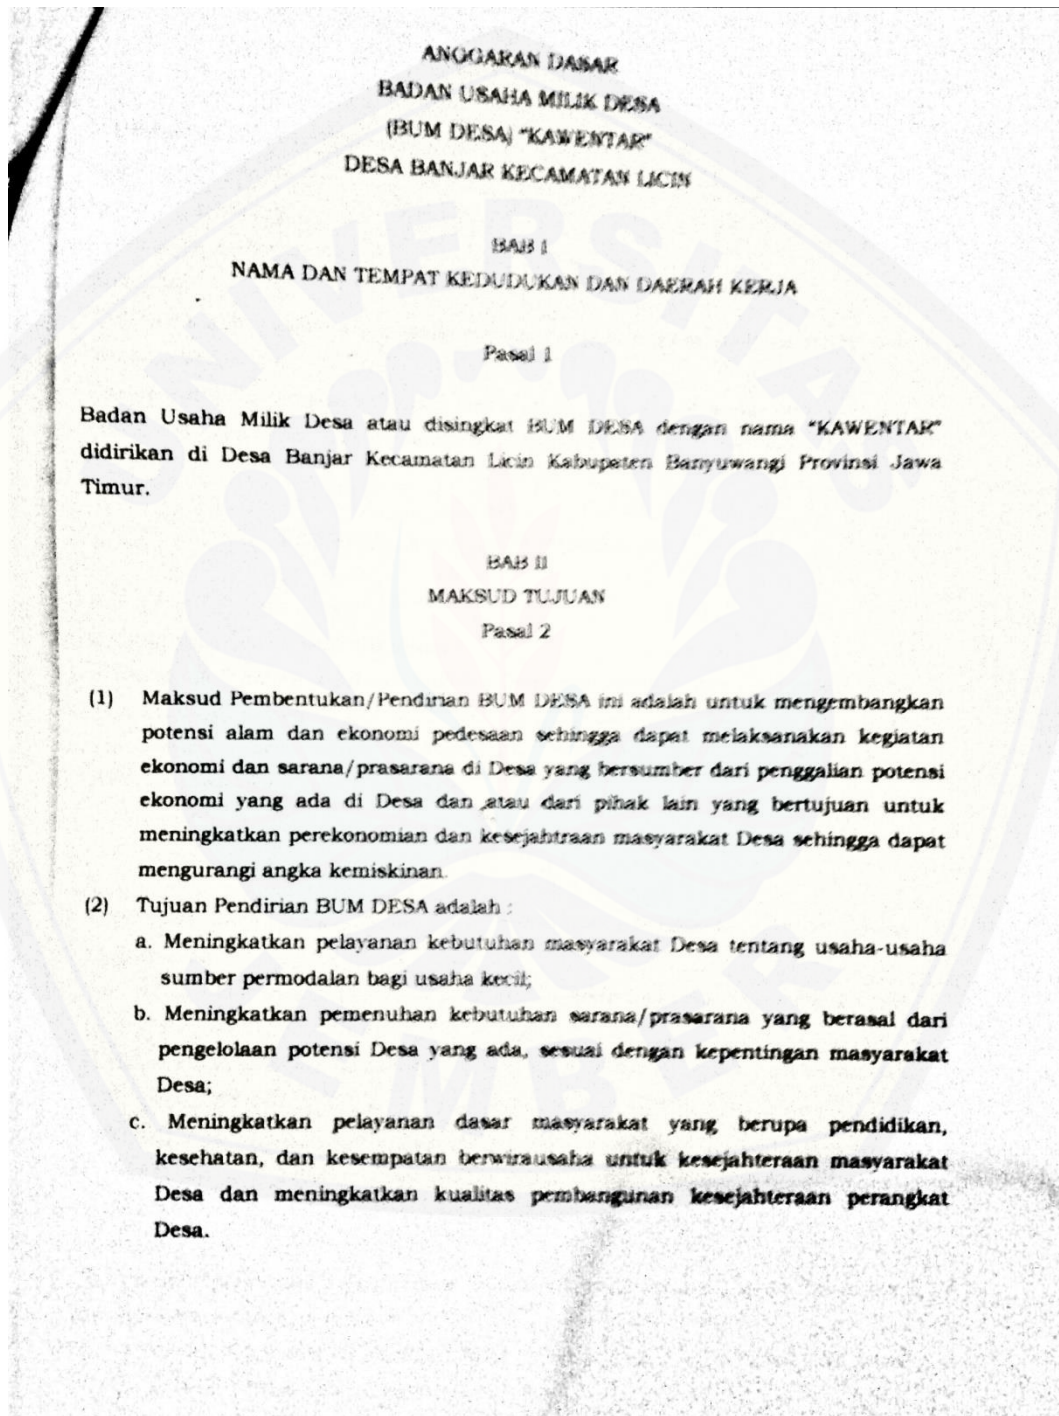 ANGGARAN DASAR
BADAN USAHA MILIK DESA
(BUM DESA) "KAWENTAR"
DESA BANJAR KECAMATAN LICIN
BAB I
NAMA DAN TEMPAT KEDUDUKAN DAN DAERAH KERJA
Pasal 1
Badan Usaha Milik Desa atau disingkat BUM DESA dengan nama "KAWENTAR"
didirikan di Desa Banjar Kecamatan Licin Kabupaten Banyuwangi Provinsi Jawa
Timur.
BAB II
MAKSUD TUJUAN
Pasal 2
(1) Maksud Pembentukan/Pendirian BUM DESA ini adalah untuk mengembangkan
potensi alam dan ekonomi pedesaan sehingga dapat melaksanakan kegiatan
ekonomi dan sarana/prasarana di Desa yang bersumber dari penggalian potensi
ekonomi yang ada di Desa dan atau dari pihak lain yang bertujuan untuk
meningkatkan perekonomian dan kesejahtraan masyarakat Desa sehingga dapat
mengurangi angka kemiskinan.
(2) Tujuan Pendirian BUM DESA adalah :
a. Meningkatkan pelayanan kebutuhan masyarakat Desa tentang usaha-usaha
sumber permodalan bagi usaha kecil;
b. Meningkatkan pemenuhan kebutuhan sarana/prasarana yang berasal dari
pengelolaan potensi Desa yang ada, sesuai dengan kepentingan masyarakat
Desa;
c. Meningkatkan pelayanan dasar masyarakat yang berupa pendidikan,
kesehatan, dan kesempatan berwirausaha untuk kesejahteraan masyarakat
Desa dan meningkatkan kualitas pembangunan kesejahteraan perangkat
Desa.
UNIVERSITAS
JEMBER